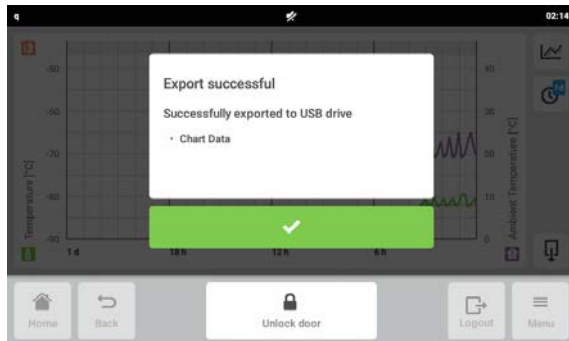 q
02:14
-50
-60
-70
-80
-90
Temperature [°C]
40
30
20
10
0
Ambient Temperature [°C]
1d
1 d
18 h
12 h
6 h
Export successful
Successfully exported to USB drive
• Chart Data
Home
Back
Unlock door
Logout
Menu